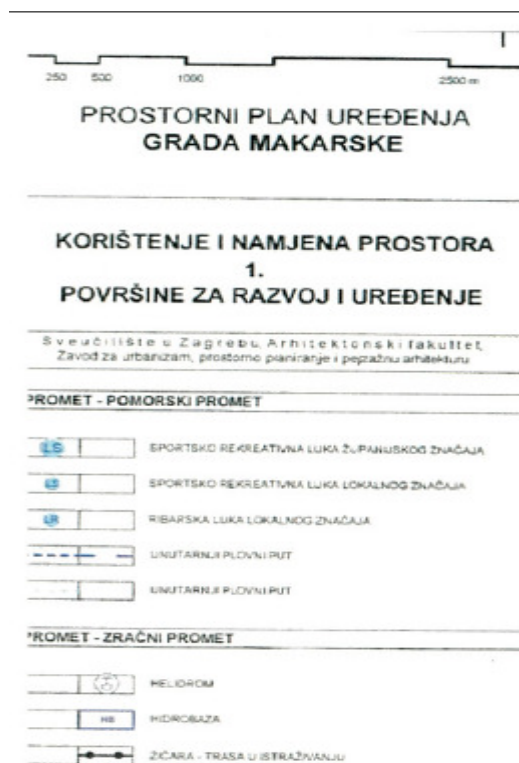 250 500 1000 2500 m
PROSTORNI PLAN UREĐENJA
GRADA MAKARSKE
KORIŠTENJE I NAMJENA PROSTORA
1.
POVRŠINE ZA RAZVOJ I UREĐENJE
Sveučilište u Zagrebu, Arhitektonski fakultet,
Zavod za urbanizam, prostorno planiranje i pejzažnu arhitekturu
PROMET - POMORSKI PROMET
LS SPORTSKO REKREATIVNA LUKA ŽUPANIJSKOG ZNAČAJA
LS SPORTSKO REKREATIVNA LUKA LOKALNOG ZNAČAJA
LR RIBARSKA LUKA LOKALNOG ZNAČAJA
UNUTARNJI PLOVNI PUT
UNUTARNJI PLOVNI PUT
PROMET - ZRAČNI PROMET
HELIDROM
HB HIDROBAZA
ŽIČARA - TRASA U ISTRAŽIVANJU